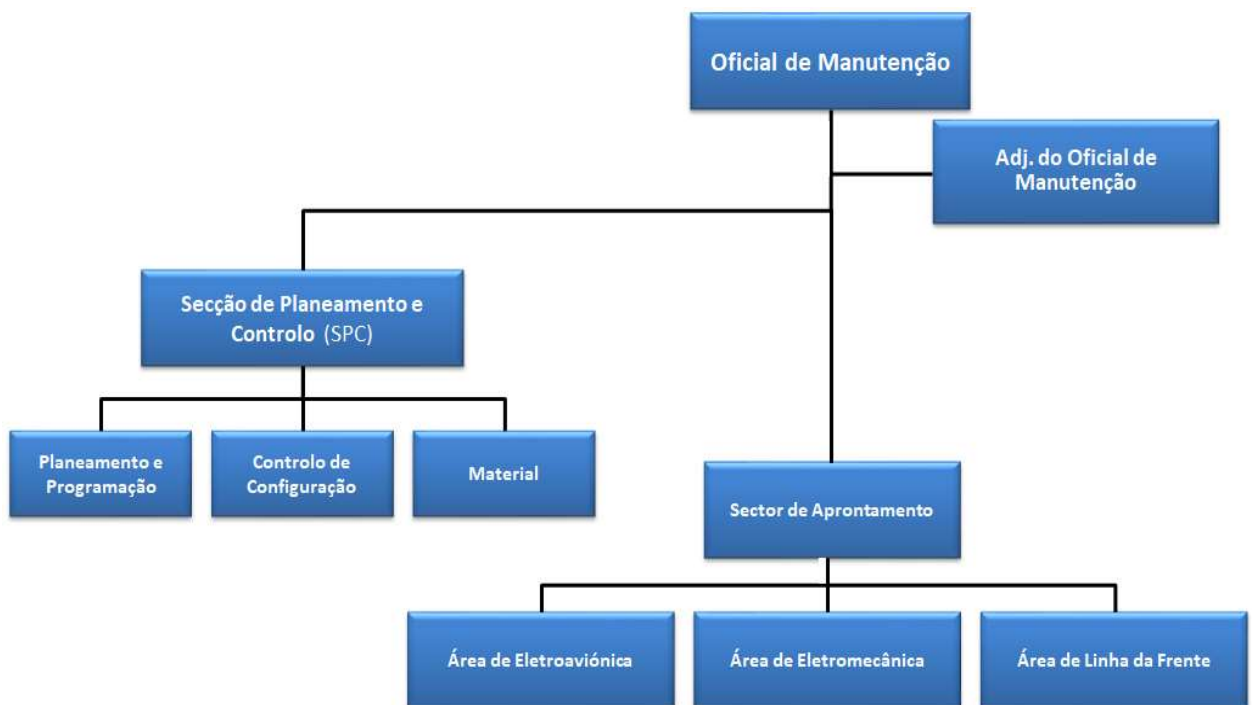 Oficial de Manutenção
Adj. do Oficial de
Manutenção
Secção de Planeamento e
Controlo (SPC)
Planeamento e
Programação
Controlo de
Configuração
Material
Sector de Aprontamento
Área de Eletroaviónica
Área de Eletromecânica
Área de Linha da Frente